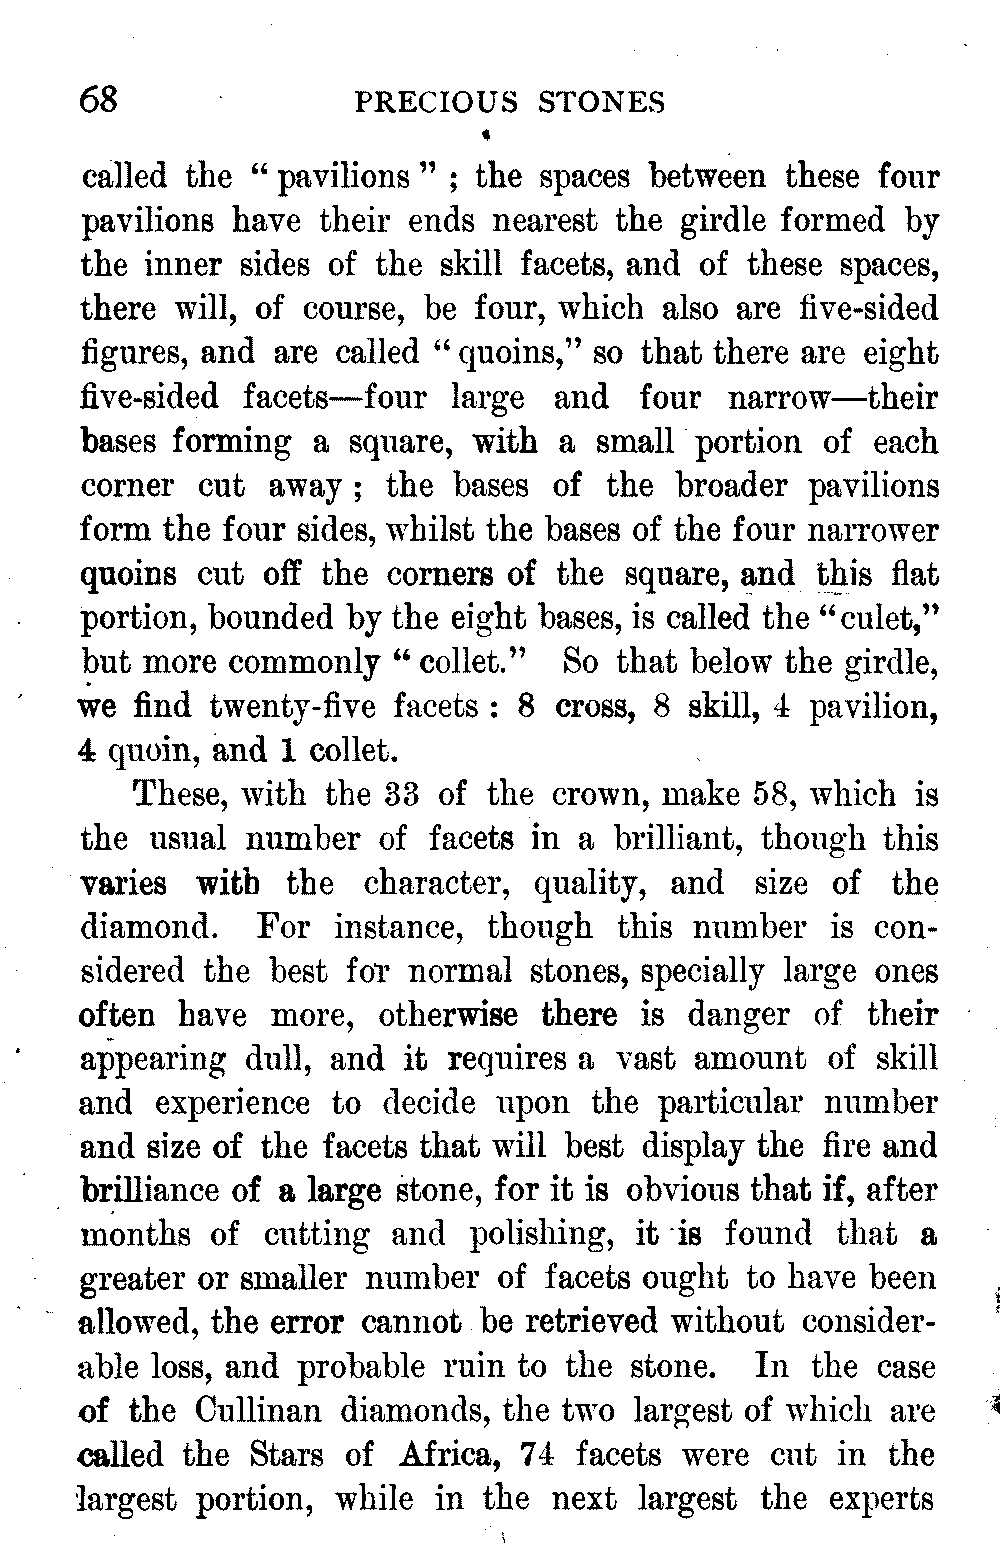 68 PRECIOUS STONES
called the " pavilions " ; the spaces between these four
pavilions have their ends nearest the girdle formed by
the inner sides of the skill facets, and of these spaces,
there will, of course, be four, which also are five-sided
figures, and are called " quoins," so that there are eight
five-sided facets—four large and four narrow—their
bases forming a square, with a small portion of each
corner cut away ; the bases of the broader pavilions
form the four sides, whilst the bases of the four narrower
quoins cut off the corners of the square, and this flat
portion, bounded by the eight bases, is called the "culet,"
but more commonly " collet." So that below the girdle,
we find twenty-five facets : 8 cross, 8 skill, 4 pavilion,
4 quoin, and 1 collet.
These, with the 33 of the crown, make 58, which is
the usual number of facets in a brilliant, though this
varies with the character, quality, and size of the
diamond. For instance, though this number is con-
sidered the best for normal stones, specially large ones
often have more, otherwise there is danger of their
appearing dull, and it requires a vast amount of skill
and experience to decide upon the particular number
and size of the facets that will best display the fire and
brilliance of a large stone, for it is obvious that if, after
months of cutting and polishing, it is found that a
greater or smaller number of facets ought to have been
allowed, the error cannot be retrieved without consider-
able loss, and probable ruin to the stone. In the case
of the Cullinan diamonds, the two largest of which are
called the Stars of Africa, 74 facets were cut in the
largest portion, while in the next largest the experts